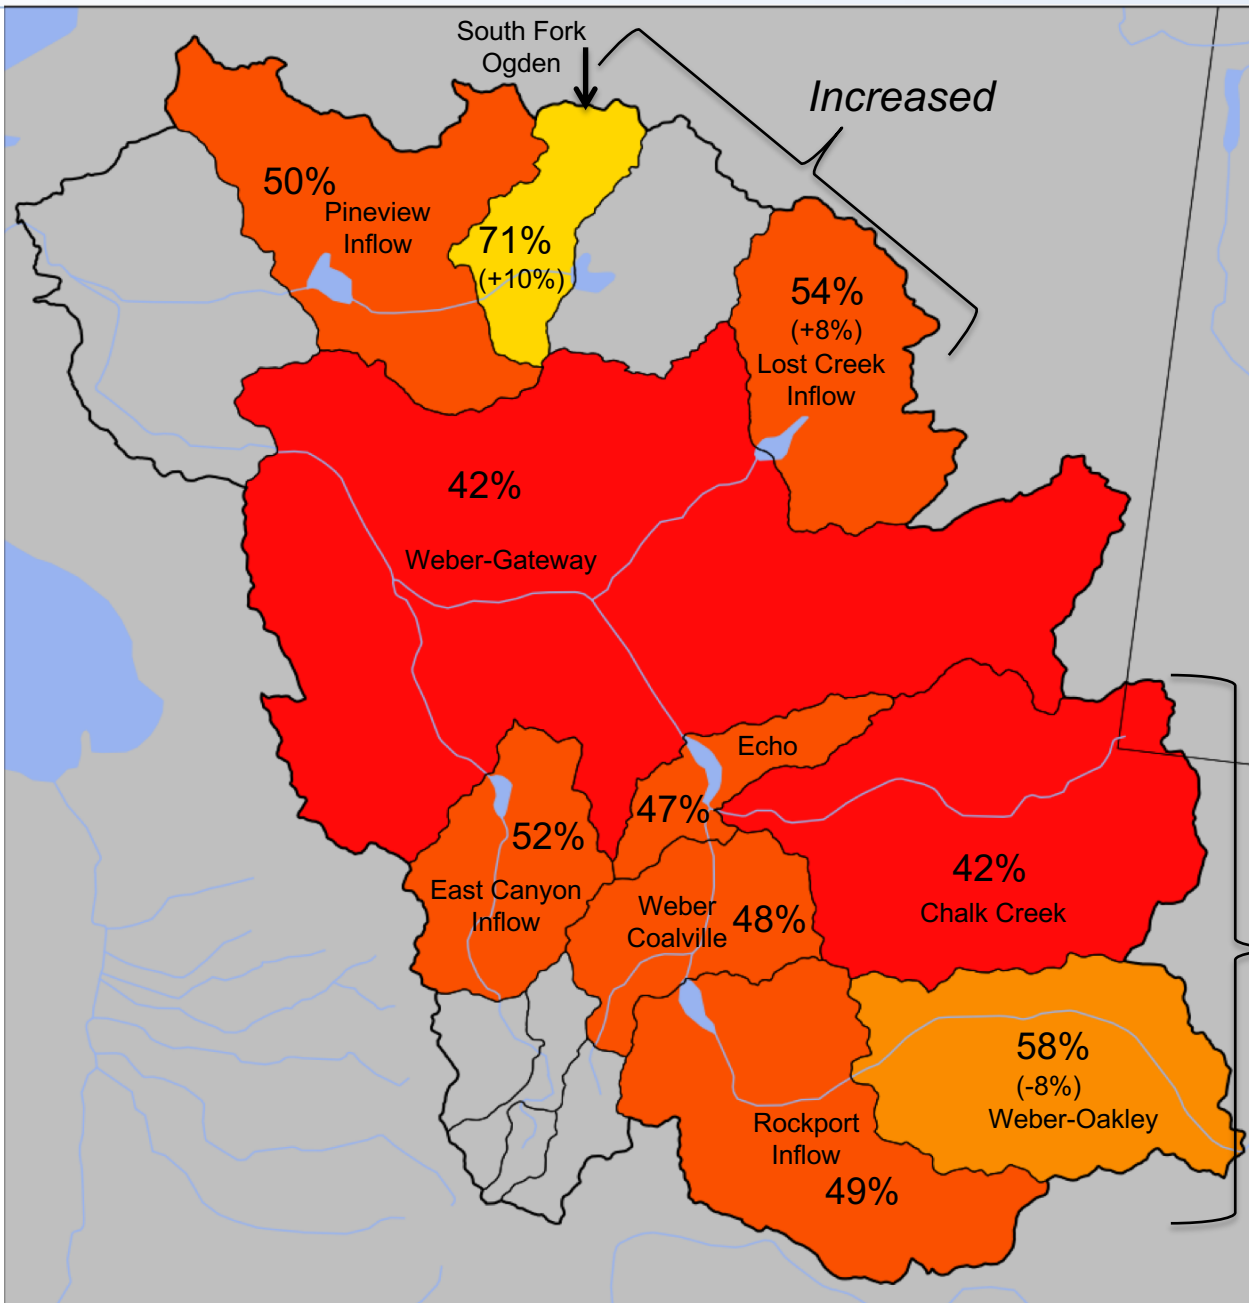 South Fork
Ogden
Increased
50%
Pineview
Inflow
71%
(+10%)
54%
(+8%)
Lost Creek
Inflow
42%
Weber-Gateway
Echo
47%
52%
East Canyon
Inflow
Weber
Coalville
48%
42%
Chalk Creek
58%
(-8%)
Weber-Oakley
Rockport
Inflow
49%